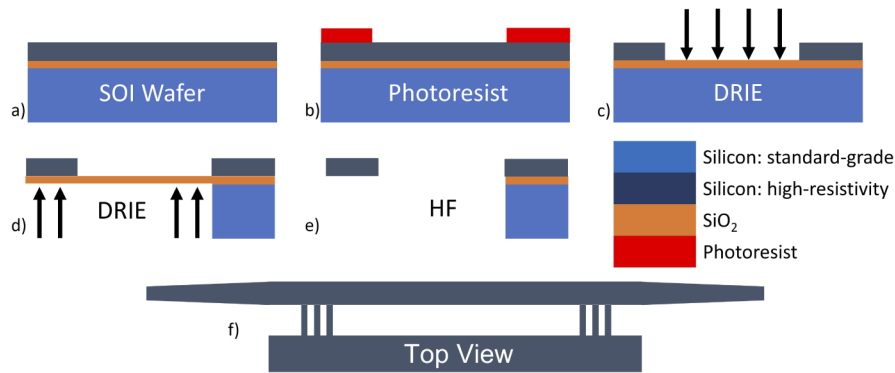 a)
SOI Wafer
b)
Photoresist
c)
DRIE
d)
DRIE
e)
HF
Silicon: standard-grade
Silicon: high-resistivity
SiO₂
Photoresist
f)
Top View